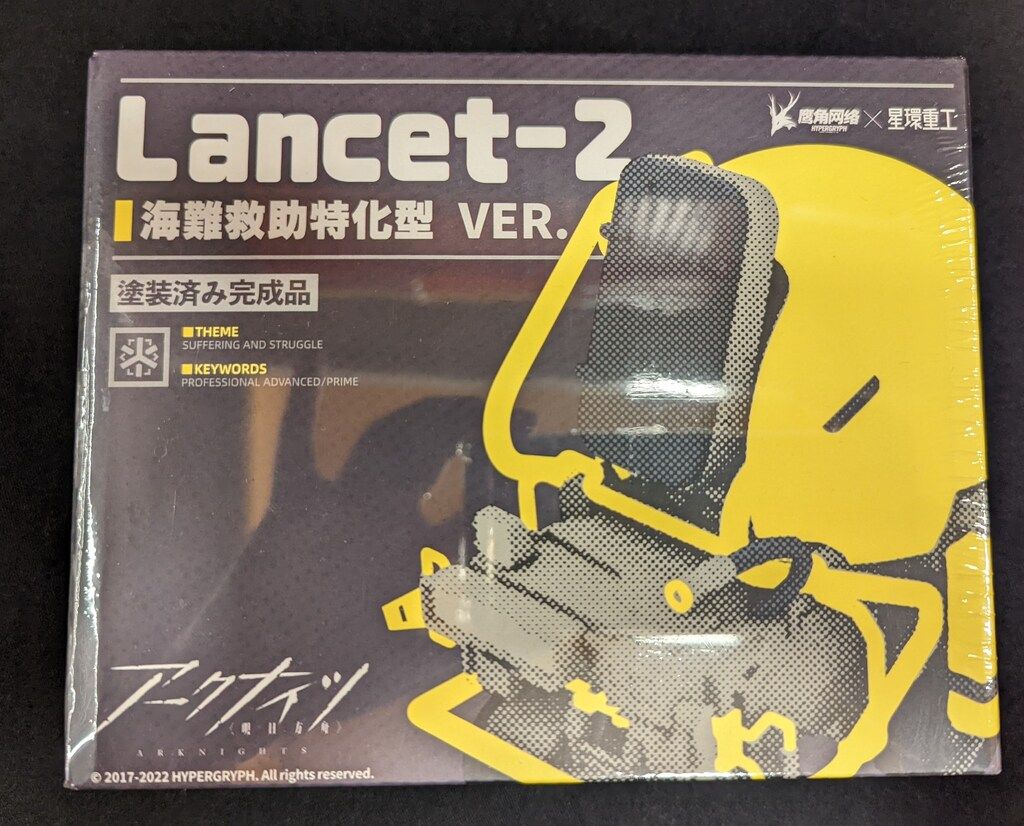 Lancet-2
鹰角网络 × 星環重工
HYPERGRYPH
海難救助特化型 VER.
塗装済み完成品
THEME
SUFFERING AND STRUGGLE
KEYWORDS
PROFESSIONAL ADVANCED/PRIME
アークナイツ
《明日方舟》
ARKNIGHTS
© 2017-2022 HYPERGRYPH. All rights reserved.